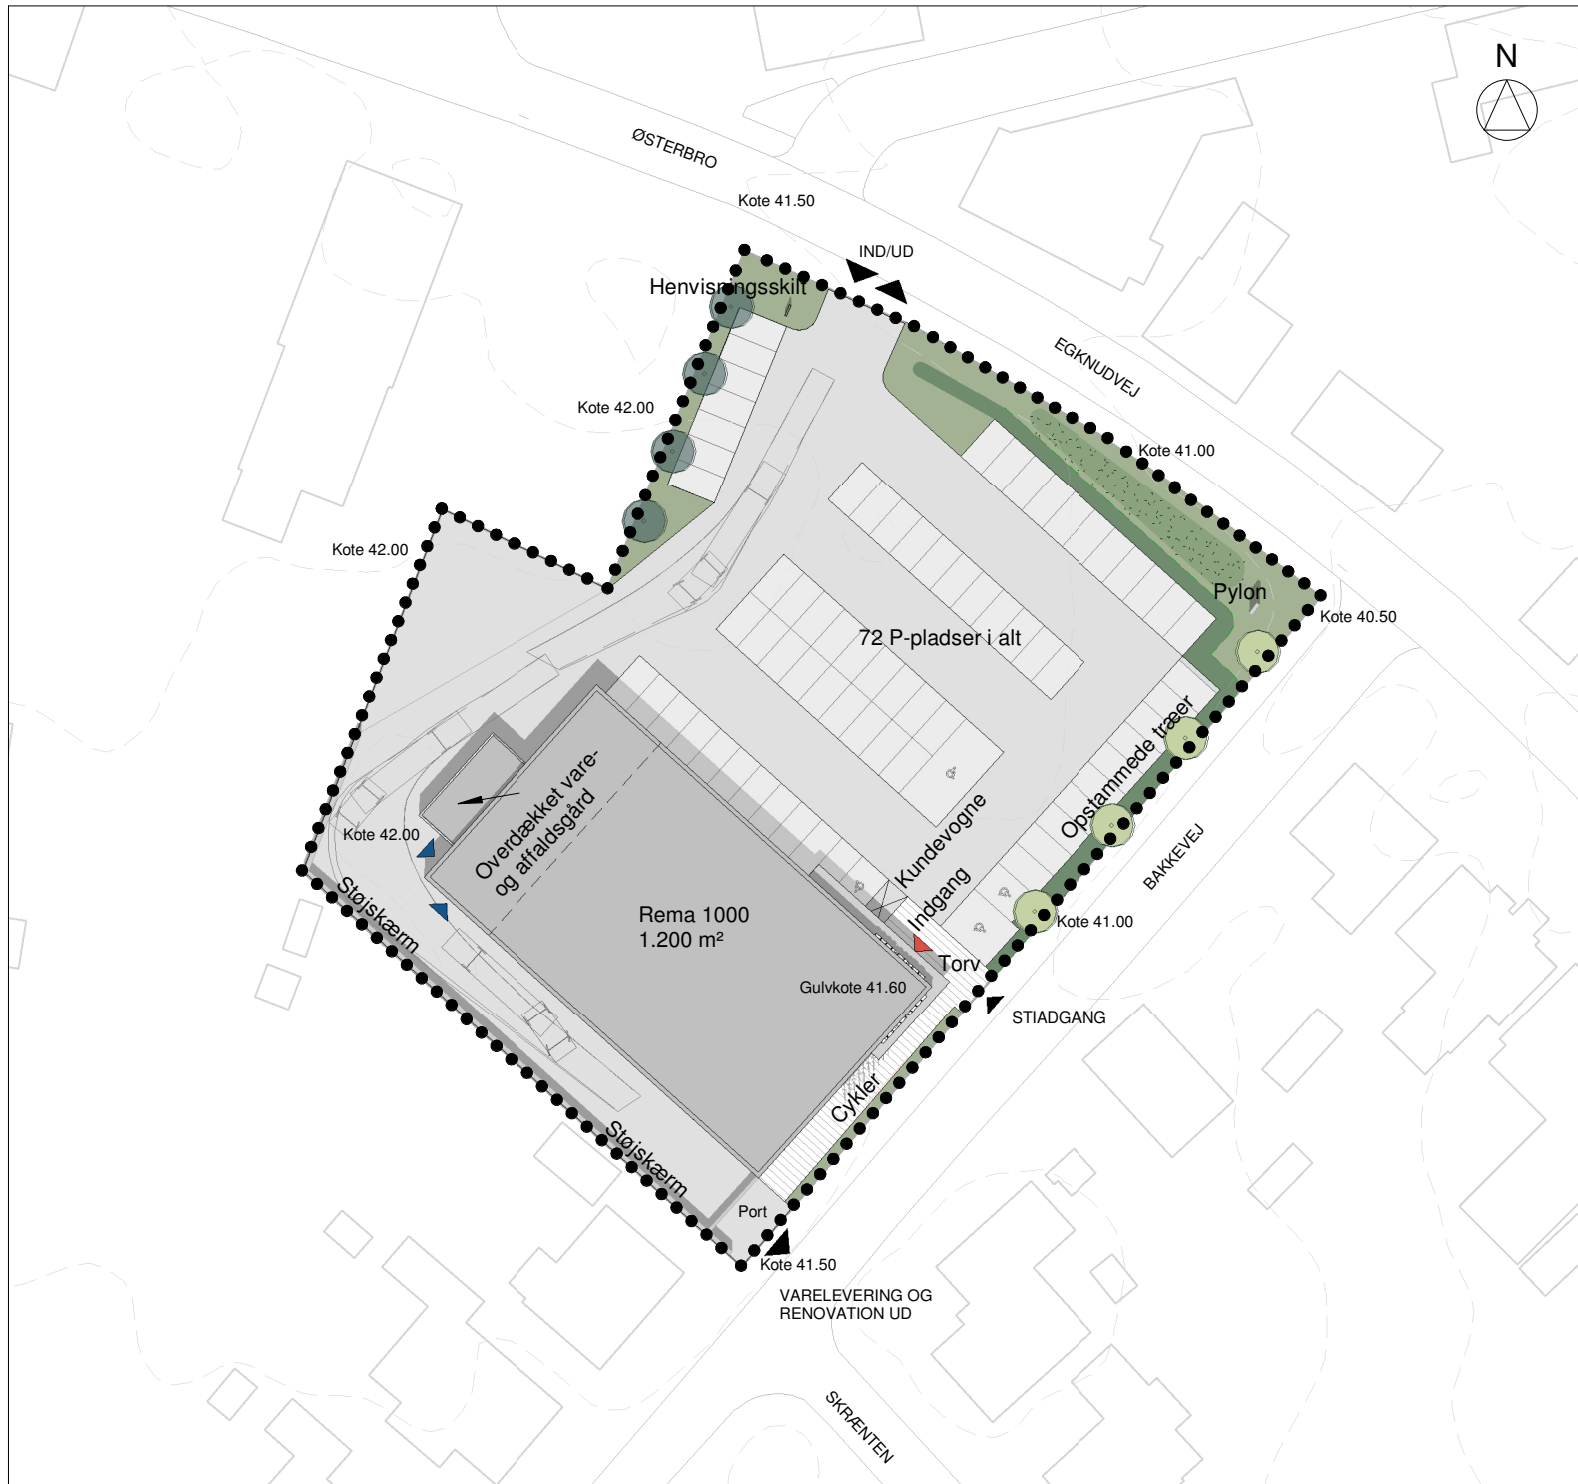 N
ØSTERBRO
Kote 41.50
IND/UD
Henvisningsskilt
EGKNUDVEJ
Kote 42.00
Kote 41.00
Kote 42.00
Pylon
Kote 40.50
72 P-pladser i alt
Opstammede træer
Overdækket vare-
og affaldsgård
Kundevogne
Kote 42.00
BAKKEVEJ
Støjskærm
Indgang
Rema 1000
1.200 m²
Kote 41.00
Torv
Gulvkote 41.60
STIADGANG
Cykler
Støjskærm
Port
Kote 41.50
VARELEVERING OG
RENOVATION UD
SKRÆNTEN